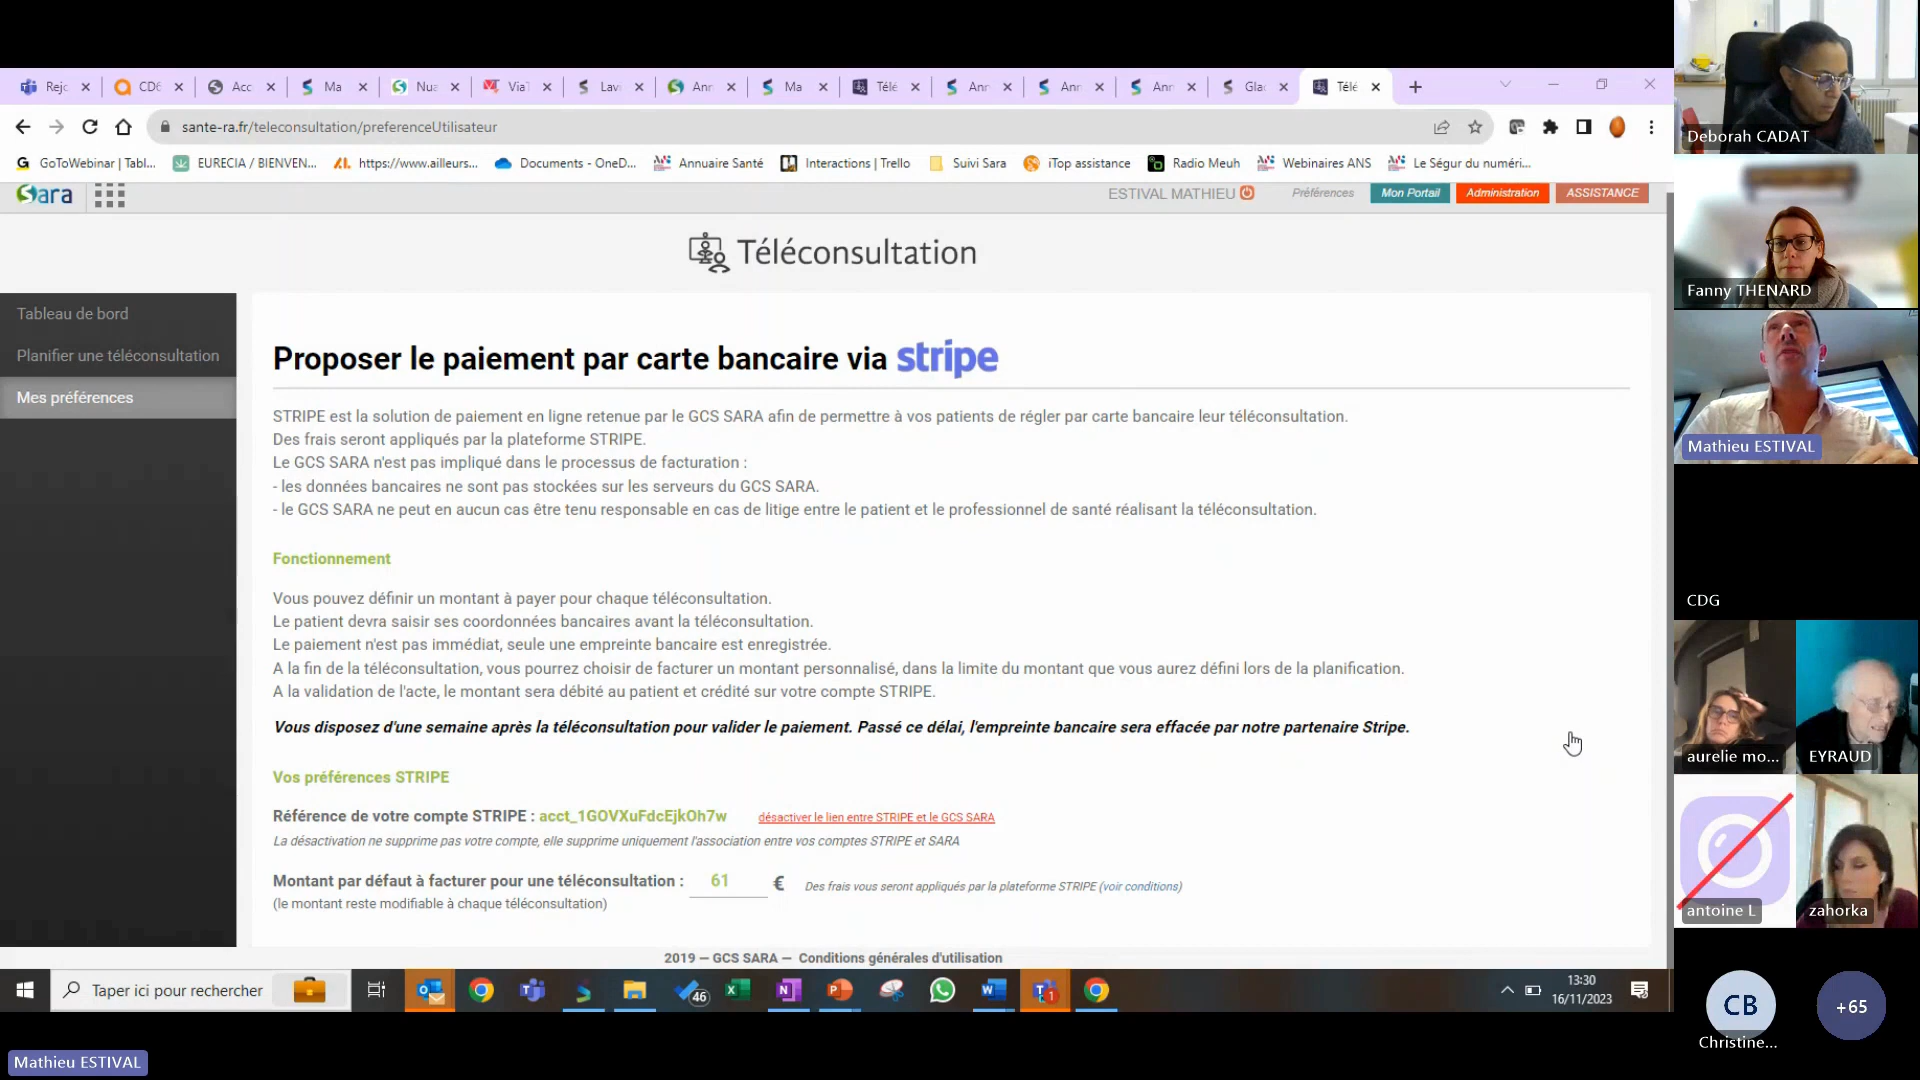 Rejc
CD6
Acc
Ma
Nua
ViaT
Lavi
Anr
Ma
Télé
Anr
Anr
Anr
Glac
Télé
sante-ra.fr/teleconsultation/preferenceUtilisateur
GoToWebinar | Tabl...
EURECIA / BIENVEN...
https://www.ailleurs...
Documents - OneD...
Annuaire Santé
Interactions | Trello
Suivi Sara
iTop assistance
Radio Meuh
Webinaires ANS
Le Ségur du numéri...
Sara
ESTIVAL MATHIEU
Préférences
Mon Portail
Administration
ASSISTANCE
Téléconsultation
Tableau de bord
Planifier une téléconsultation
Mes préférences
Proposer le paiement par carte bancaire via stripe
STRIPE est la solution de paiement en ligne retenue par le GCS SARA afin de permettre à vos patients de régler par carte bancaire leur téléconsultation.
Des frais seront appliqués par la plateforme STRIPE.
Le GCS SARA n'est pas impliqué dans le processus de facturation :
- les données bancaires ne sont pas stockées sur les serveurs du GCS SARA.
- le GCS SARA ne peut en aucun cas être tenu responsable en cas de litige entre le patient et le professionnel de santé réalisant la téléconsultation.
Fonctionnement
Vous pouvez définir un montant à payer pour chaque téléconsultation.
Le patient devra saisir ses coordonnées bancaires avant la téléconsultation.
Le paiement n'est pas immédiat, seule une empreinte bancaire est enregistrée.
A la fin de la téléconsultation, vous pourrez choisir de facturer un montant personnalisé, dans la limite du montant que vous aurez défini lors de la planification.
A la validation de l'acte, le montant sera débité au patient et crédité sur votre compte STRIPE.
Vous disposez d'une semaine après la téléconsultation pour valider le paiement. Passé ce délai, l'empreinte bancaire sera effacée par notre partenaire Stripe.
Vos préférences STRIPE
Référence de votre compte STRIPE : acct_1GOVXuFdcEjkOh7w désactiver le lien entre STRIPE et le GCS SARA
La désactivation ne supprime pas votre compte, elle supprime uniquement l'association entre vos comptes STRIPE et SARA
Montant par défaut à facturer pour une téléconsultation : 61 € Des frais vous seront appliqués par la plateforme STRIPE (voir conditions)
(le montant reste modifiable à chaque téléconsultation)
2019 — GCS SARA — Conditions générales d'utilisation
Taper ici pour rechercher
46
1
13:30
16/11/2023
Mathieu ESTIVAL
Deborah CADAT
Fanny THENARD
Mathieu ESTIVAL
CDG
aurelie mo...
EYRAUD
antoine L
zahorka
CB
Christine...
+65